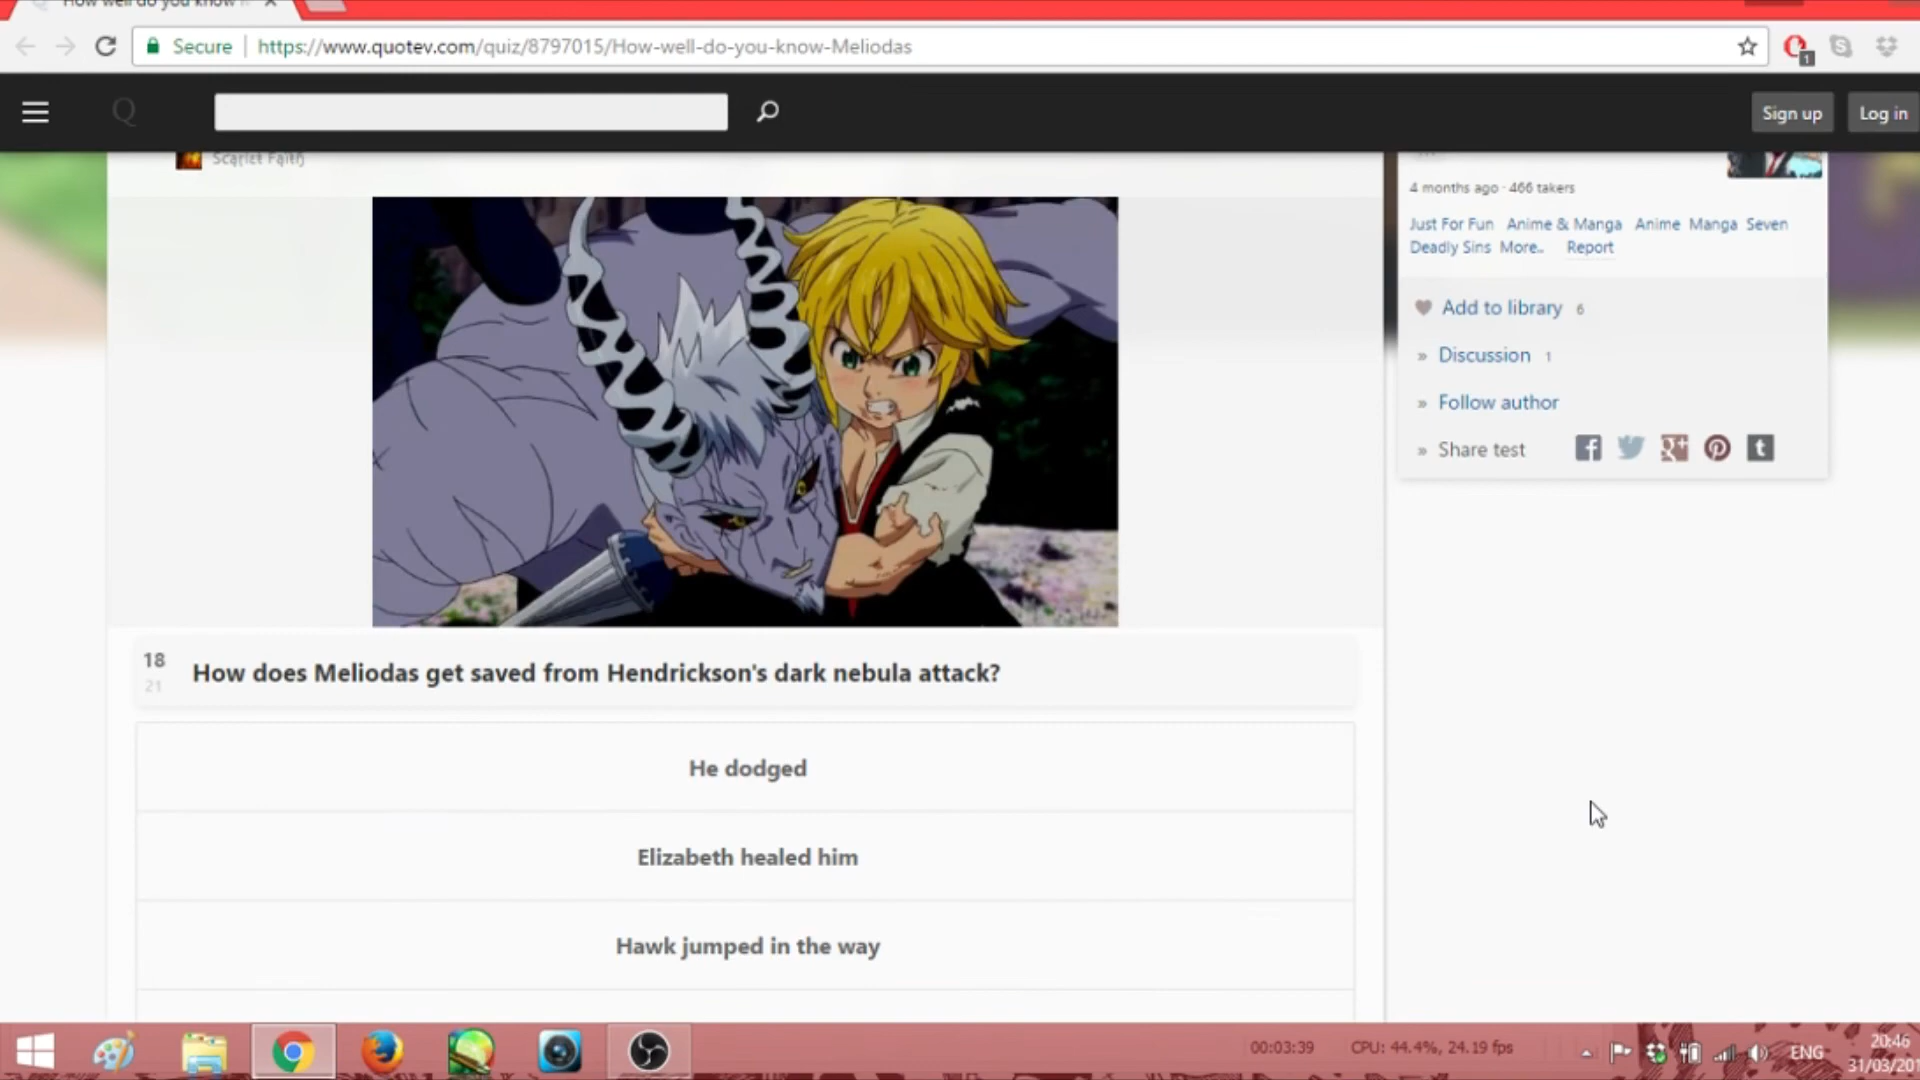 Secure https://www.quotev.com/quiz/8797015/How-well-do-you-know-Meliodas
1
Q
Sign up
Log in
Scarlet Faith
4 months ago · 466 takers
Just For Fun Anime & Manga Anime Manga Seven
Deadly Sins More.. Report
Add to library 6
» Discussion 1
» Follow author
» Share test
18
21
How does Meliodas get saved from Hendrickson's dark nebula attack?
He dodged
Elizabeth healed him
Hawk jumped in the way
00:03:39
CPU: 44.4%, 24.19 fps
ENG
20:46